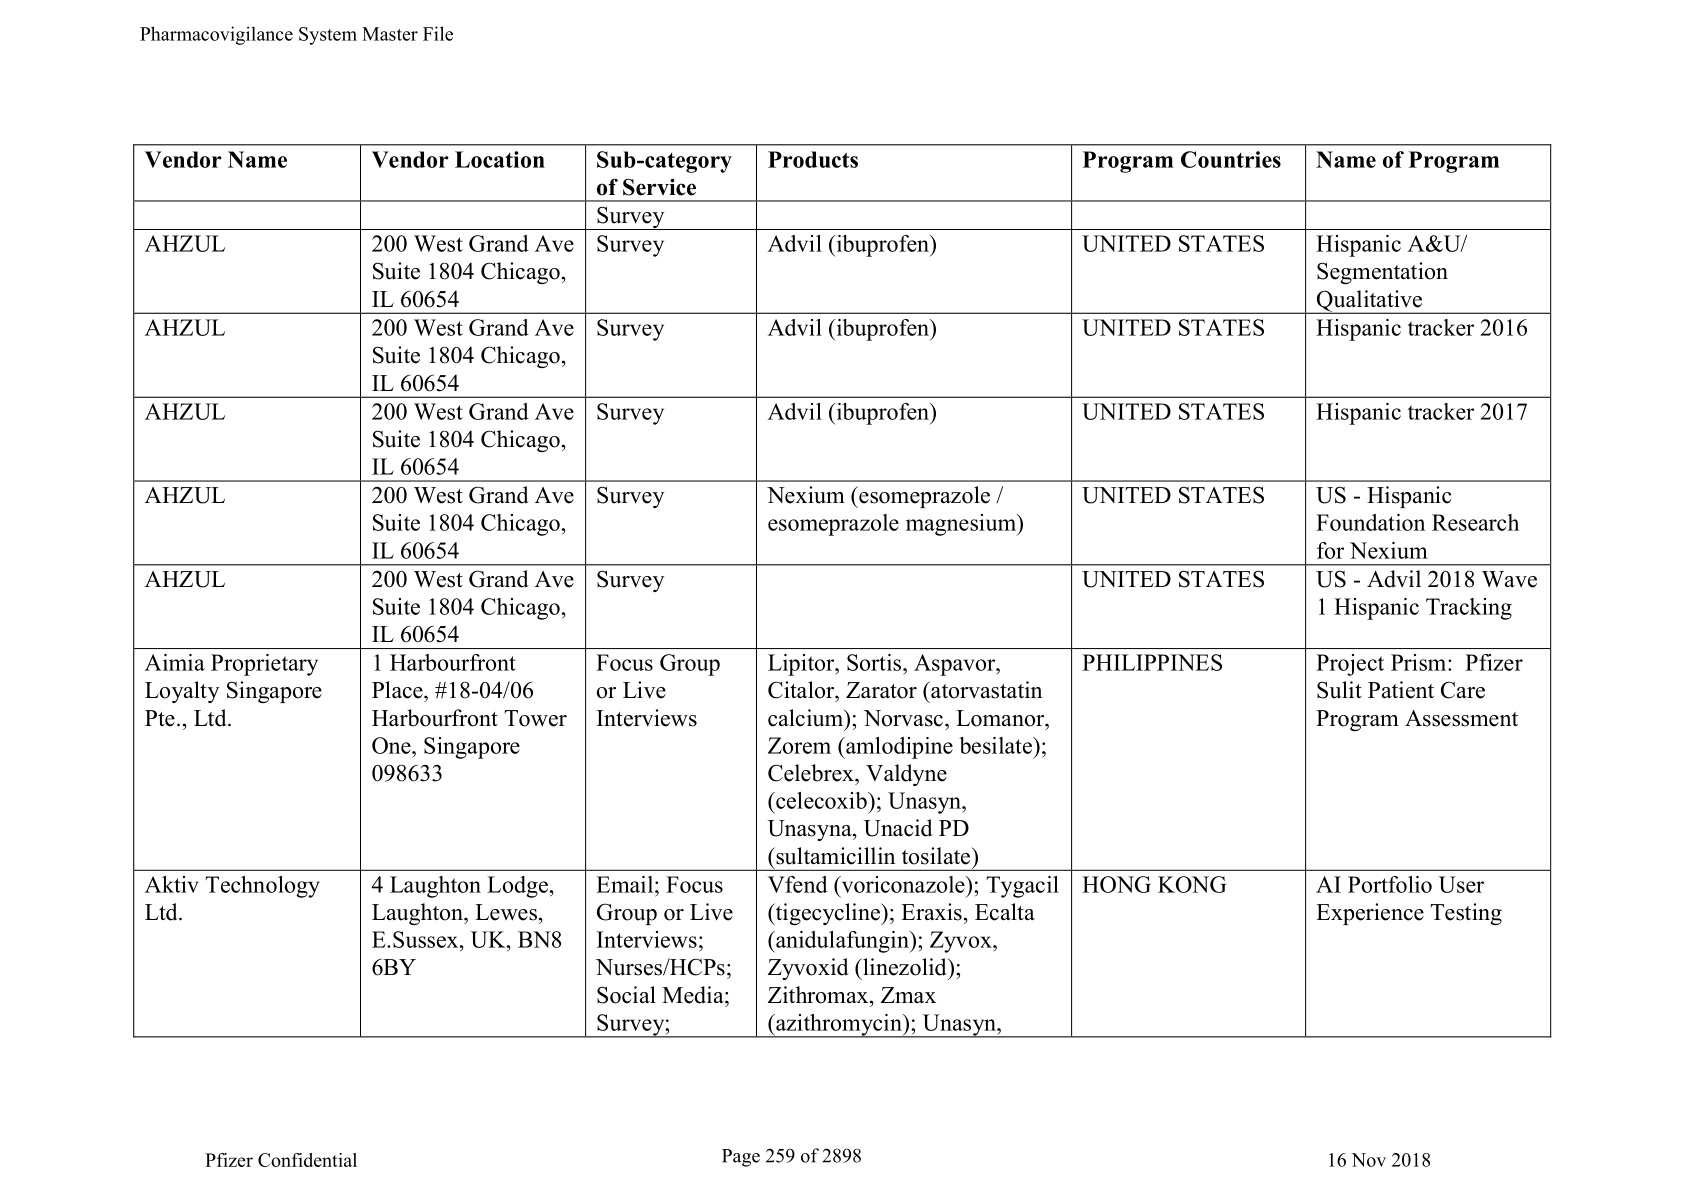 Pharmacovigilance System Master File
Vendor Name
Vendor Location
Sub-category
of Service
Products
Program Countries
Name of Program
Survey
AHZUL
200 West Grand Ave
Suite 1804 Chicago,
IL 60654
Survey
Advil (ibuprofen)
UNITED STATES
Hispanic A&U/
Segmentation
Qualitative
AHZUL
200 West Grand Ave
Suite 1804 Chicago,
IL 60654
Survey
Advil (ibuprofen)
UNITED STATES
Hispanic tracker 2016
AHZUL
200 West Grand Ave
Suite 1804 Chicago,
IL 60654
Survey
Advil (ibuprofen)
UNITED STATES
Hispanic tracker 2017
AHZUL
200 West Grand Ave
Suite 1804 Chicago,
IL 60654
Survey
Nexium (esomeprazole /
esomeprazole magnesium)
UNITED STATES
US - Hispanic
Foundation Research
for Nexium
AHZUL
200 West Grand Ave
Suite 1804 Chicago,
IL 60654
Survey
UNITED STATES
US - Advil 2018 Wave
1 Hispanic Tracking
Aimia Proprietary
Loyalty Singapore
Pte., Ltd.
1 Harbourfront
Place, #18-04/06
Harbourfront Tower
One, Singapore
098633
Focus Group
or Live
Interviews
Lipitor, Sortis, Aspavor,
Citalor, Zarator (atorvastatin
calcium); Norvasc, Lomanor,
Zorem (amlodipine besilate);
Celebrex, Valdyne
(celecoxib); Unasyn,
Unasyna, Unacid PD
(sultamicillin tosilate)
PHILIPPINES
Project Prism:  Pfizer
Sulit Patient Care
Program Assessment
Aktiv Technology
Ltd.
4 Laughton Lodge,
Laughton, Lewes,
E.Sussex, UK, BN8
6BY
Email; Focus
Group or Live
Interviews;
Nurses/HCPs;
Social Media;
Survey;
Vfend (voriconazole); Tygacil
(tigecycline); Eraxis, Ecalta
(anidulafungin); Zyvox,
Zyvoxid (linezolid);
Zithromax, Zmax
(azithromycin); Unasyn,
HONG KONG
AI Portfolio User
Experience Testing
Pfizer Confidential
Page 259 of 2898
16 Nov 2018